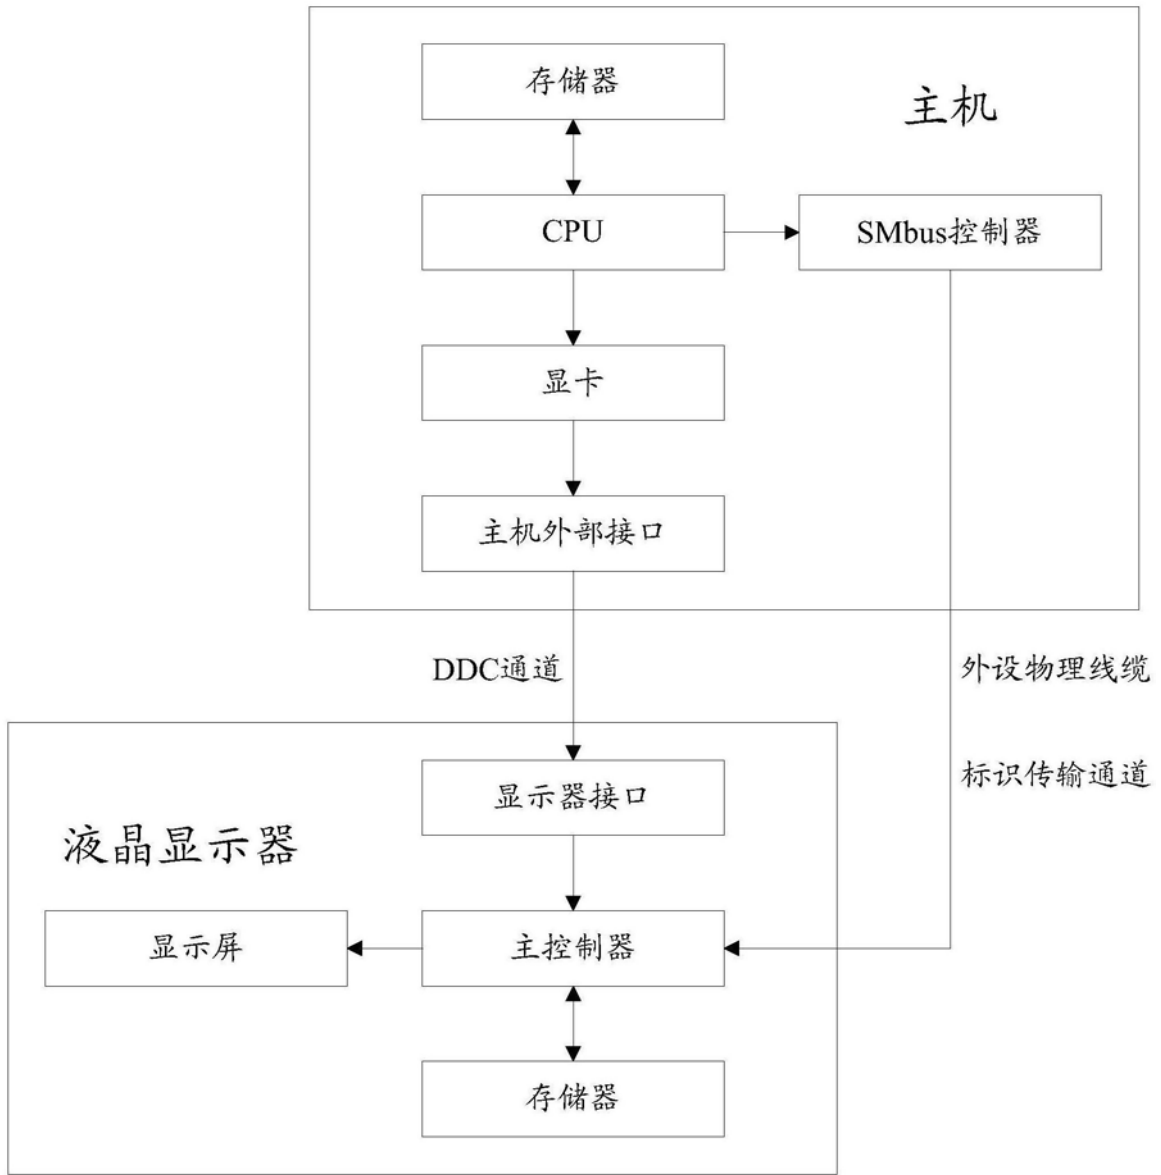 存储器
主机
CPU
SMbus控制器
显卡
主机外部接口
DDC通道
外设物理线缆
标识传输通道
显示器接口
液晶显示器
显示屏
主控制器
存储器